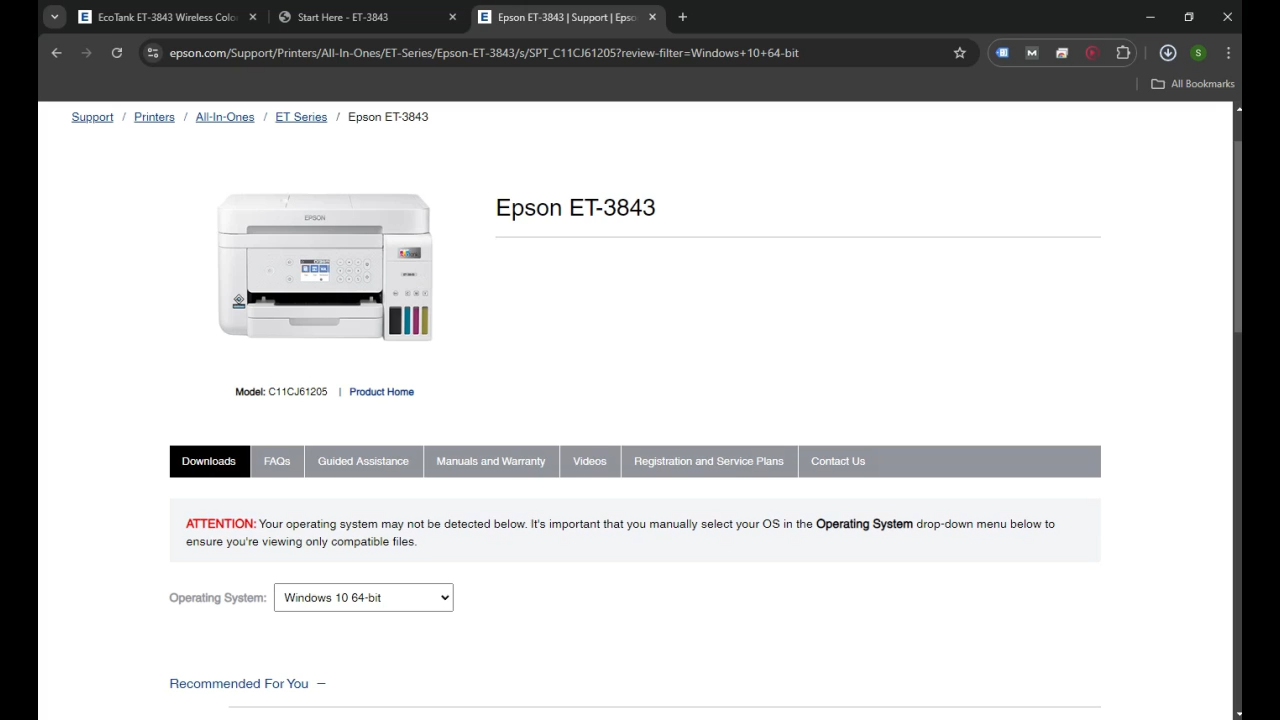 EcoTank ET-3843 Wireless Colo
Start Here - ET-3843
Epson ET-3843 | Support | Epso
epson.com/Support/Printers/All-In-Ones/ET-Series/Epson-ET-3843/s/SPT_C11CJ61205?review-filter=Windows+10+64-bit
All Bookmarks
Support / Printers / All-In-Ones / ET Series / Epson ET-3843
EPSON
Epson ET-3843
Model: C11CJ61205 | Product Home
Downloads FAQs Guided Assistance Manuals and Warranty Videos Registration and Service Plans Contact Us
ATTENTION: Your operating system may not be detected below. It's important that you manually select your OS in the Operating System drop-down menu below to
ensure you're viewing only compatible files.
Operating System: Windows 10 64-bit
Recommended For You –